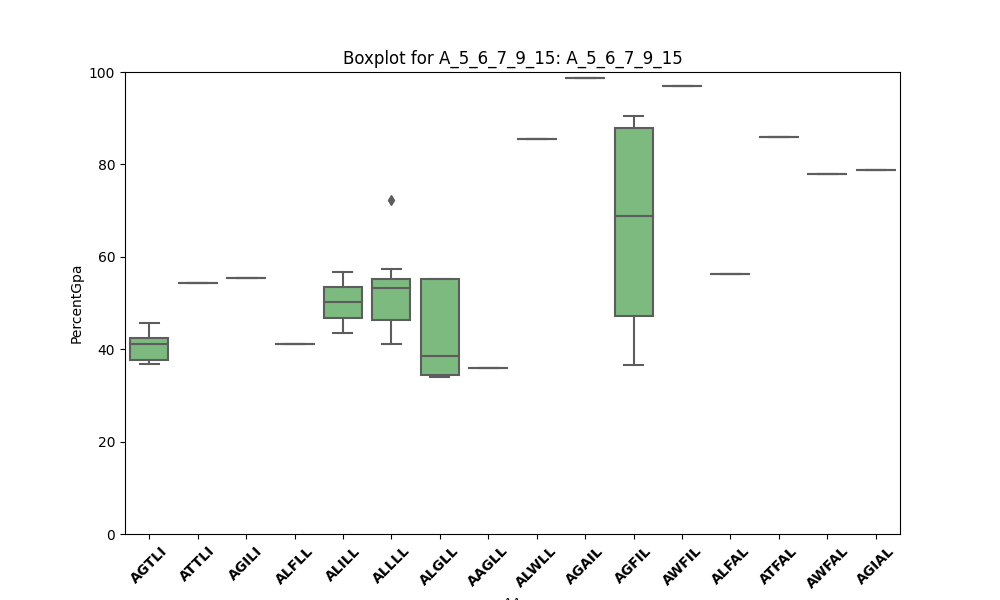 Boxplot for A_5_6_7_9_15: A_5_6_7_9_15
PercentGpa
100
80
60
40
20
0
AGTLI
ATTLI
AGILI
ALFLL
ALILL
ALLLL
ALGLL
AAGLL
ALWLL
AGAIL
AGFIL
AWFIL
ALFAL
ATFAL
AWFAL
AGIAL